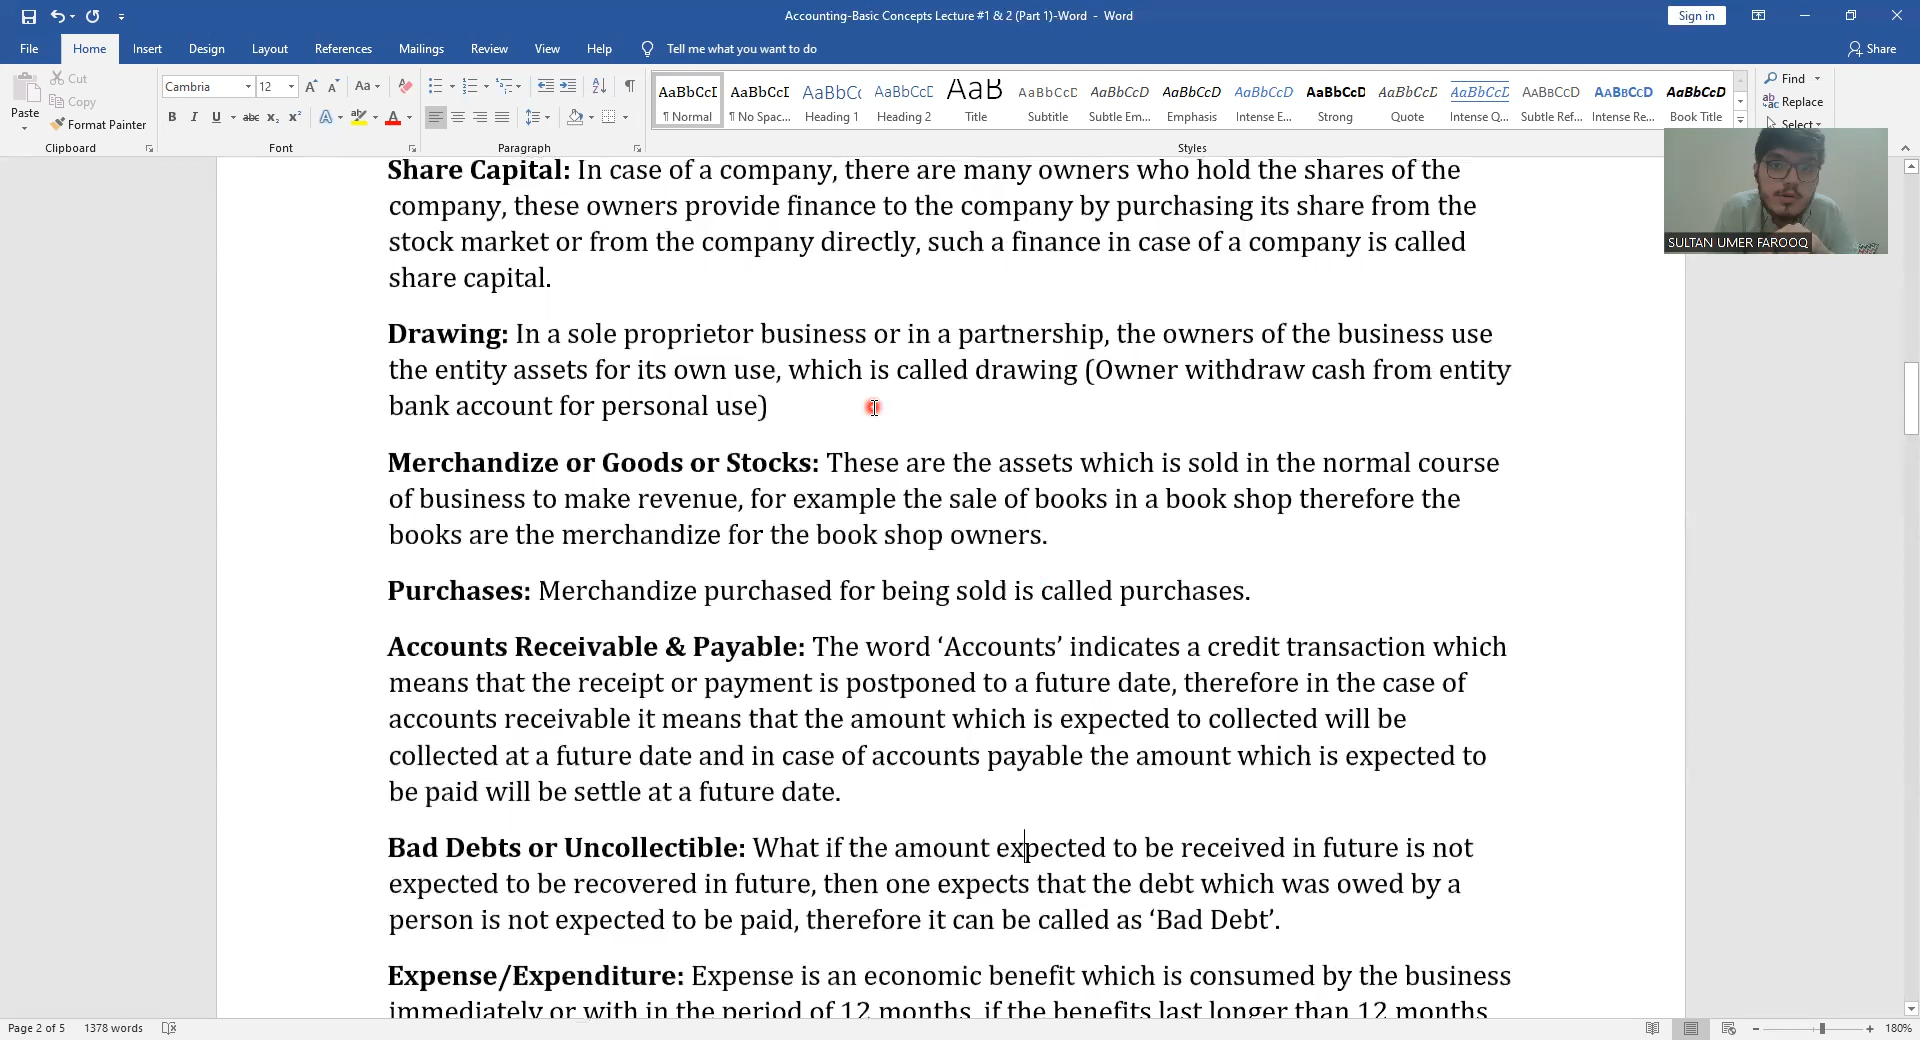 Accounting-Basic Concepts Lecture #1 & 2 (Part 1)-Word - Word
Sign in
File Home Insert Design Layout References Mailings Review View Help Tell me what you want to do
Share
Paste
Cut
Copy
Format Painter
Clipboard
Cambria 12
Font
Paragraph
AaBbCcI AaBbCcI AaBbCc AaBbCcD AaB AaBbCcD AaBbCcD AaBbCcD AaBbCcD AaBbCcD AaBbCcD AaBbCcD AaBbCcD AaBbCcD AaBbCcD
¶ Normal ¶ No Spac... Heading 1 Heading 2 Title Subtitle Subtle Em... Emphasis Intense E... Strong Quote Intense Q... Subtle Ref... Intense Re... Book Title
Styles
Find
Replace
Select
SULTAN UMER FAROOQ
Share Capital: In case of a company, there are many owners who hold the shares of the
company, these owners provide finance to the company by purchasing its share from the
stock market or from the company directly, such a finance in case of a company is called
share capital.
Drawing: In a sole proprietor business or in a partnership, the owners of the business use
the entity assets for its own use, which is called drawing (Owner withdraw cash from entity
bank account for personal use)
Merchandize or Goods or Stocks: These are the assets which is sold in the normal course
of business to make revenue, for example the sale of books in a book shop therefore the
books are the merchandize for the book shop owners.
Purchases: Merchandize purchased for being sold is called purchases.
Accounts Receivable & Payable: The word ‘Accounts’ indicates a credit transaction which
means that the receipt or payment is postponed to a future date, therefore in the case of
accounts receivable it means that the amount which is expected to collected will be
collected at a future date and in case of accounts payable the amount which is expected to
be paid will be settle at a future date.
Bad Debts or Uncollectible: What if the amount expected to be received in future is not
expected to be recovered in future, then one expects that the debt which was owed by a
person is not expected to be paid, therefore it can be called as ‘Bad Debt’.
Expense/Expenditure: Expense is an economic benefit which is consumed by the business
immediately or with in the period of 12 months, if the benefits last longer than 12 months
Page 2 of 5 1378 words 180%